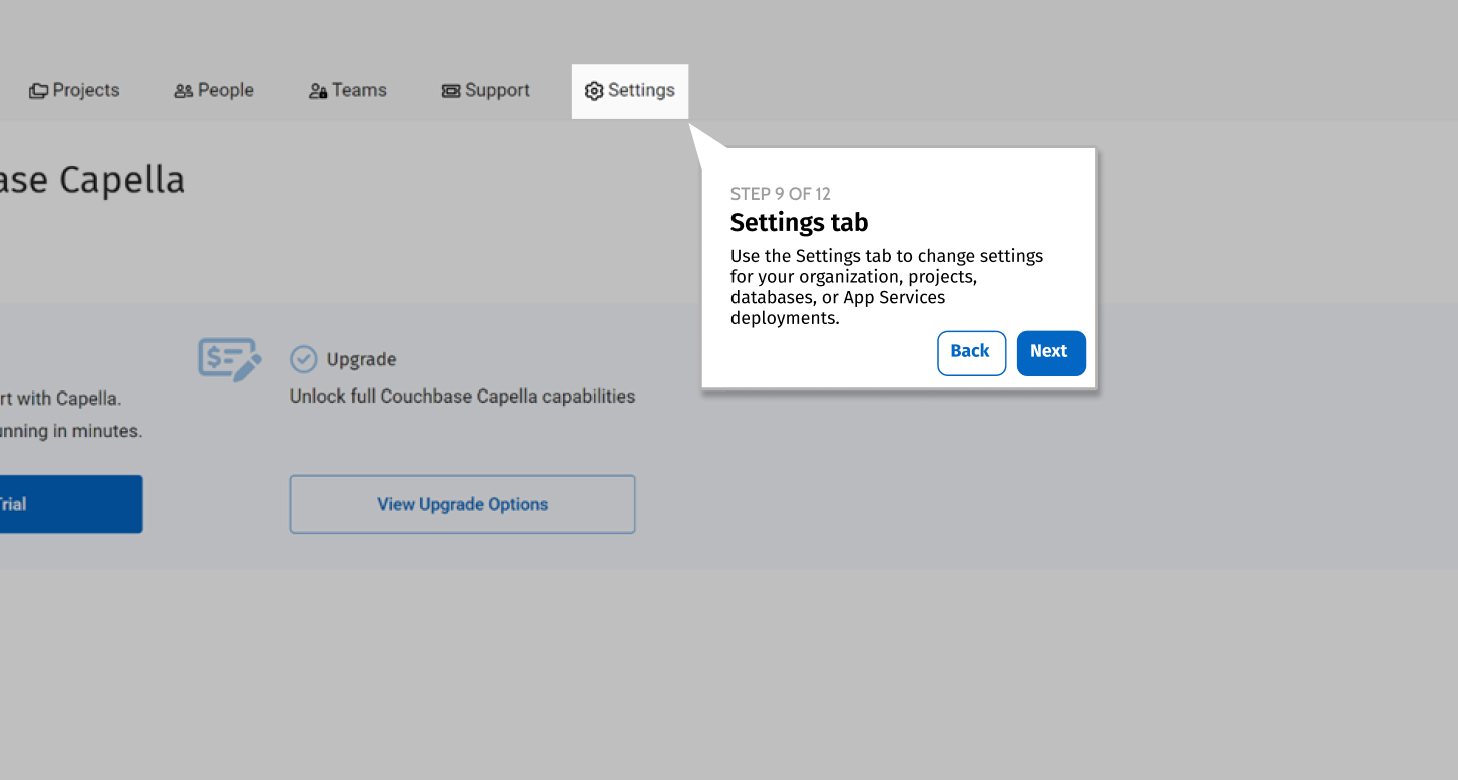 Projects People Teams Support Settings
ase Capella
STEP 9 OF 12
Settings tab
Use the Settings tab to change settings
for your organization, projects,
databases, or App Services
deployments.
Back Next
$ Upgrade
rt with Capella. Unlock full Couchbase Capella capabilities
unning in minutes.
Trial View Upgrade Options